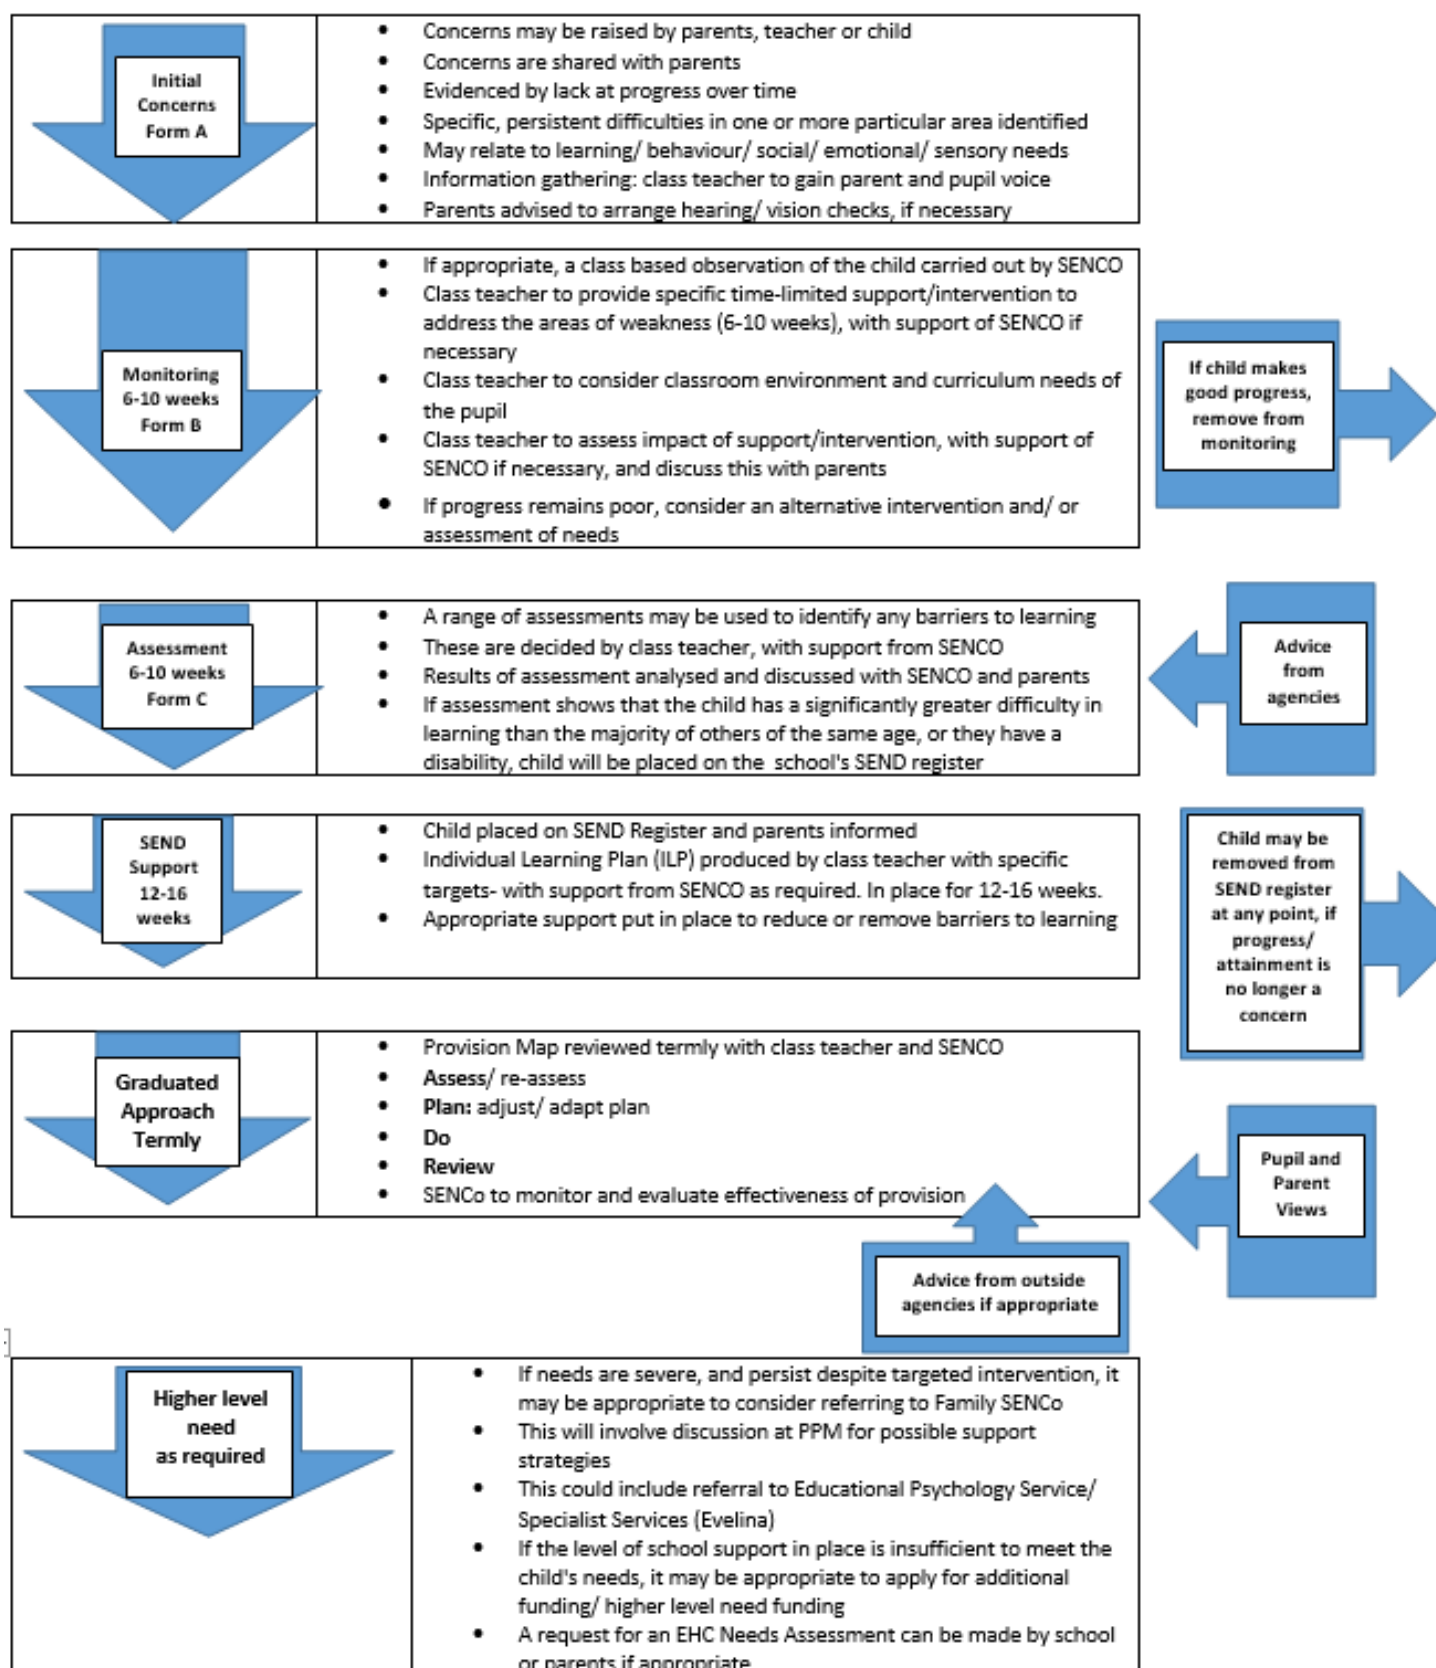 Initial
Concerns
Form A
• Concerns may be raised by parents, teacher or child
• Concerns are shared with parents
• Evidenced by lack at progress over time
• Specific, persistent difficulties in one or more particular area identified
• May relate to learning/ behaviour/ social/ emotional/ sensory needs
• Information gathering: class teacher to gain parent and pupil voice
• Parents advised to arrange hearing/ vision checks, if necessary
Monitoring
6-10 weeks
Form B
• If appropriate, a class based observation of the child carried out by SENCO
• Class teacher to provide specific time-limited support/intervention to
address the areas of weakness (6-10 weeks), with support of SENCO if
necessary
• Class teacher to consider classroom environment and curriculum needs of
the pupil
• Class teacher to assess impact of support/intervention, with support of
SENCO if necessary, and discuss this with parents
• If progress remains poor, consider an alternative intervention and/ or
assessment of needs
If child makes
good progress,
remove from
monitoring
Assessment
6-10 weeks
Form C
• A range of assessments may be used to identify any barriers to learning
• These are decided by class teacher, with support from SENCO
• Results of assessment analysed and discussed with SENCO and parents
• If assessment shows that the child has a significantly greater difficulty in
learning than the majority of others of the same age, or they have a
disability, child will be placed on the school's SEND register
Advice
from
agencies
SEND
Support
12-16
weeks
• Child placed on SEND Register and parents informed
• Individual Learning Plan (ILP) produced by class teacher with specific
targets- with support from SENCO as required. In place for 12-16 weeks.
• Appropriate support put in place to reduce or remove barriers to learning
Child may be
removed from
SEND register
at any point, if
progress/
attainment is
no longer a
concern
Graduated
Approach
Termly
• Provision Map reviewed termly with class teacher and SENCO
• Assess/ re-assess
• Plan: adjust/ adapt plan
• Do
• Review
• SENCo to monitor and evaluate effectiveness of provision
Pupil and
Parent
Views
Advice from outside
agencies if appropriate
Higher level
need
as required
• If needs are severe, and persist despite targeted intervention, it
may be appropriate to consider referring to Family SENCo
• This will involve discussion at PPM for possible support
strategies
• This could include referral to Educational Psychology Service/
Specialist Services (Evelina)
• If the level of school support in place is insufficient to meet the
child's needs, it may be appropriate to apply for additional
funding/ higher level need funding
• A request for an EHC Needs Assessment can be made by school
or parents if appropriate